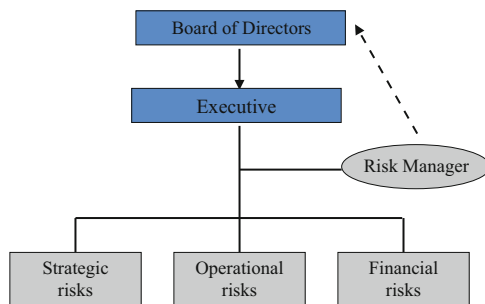 Board of Directors
Executive
Risk Manager
Strategic
risks
Operational
risks
Financial
risks